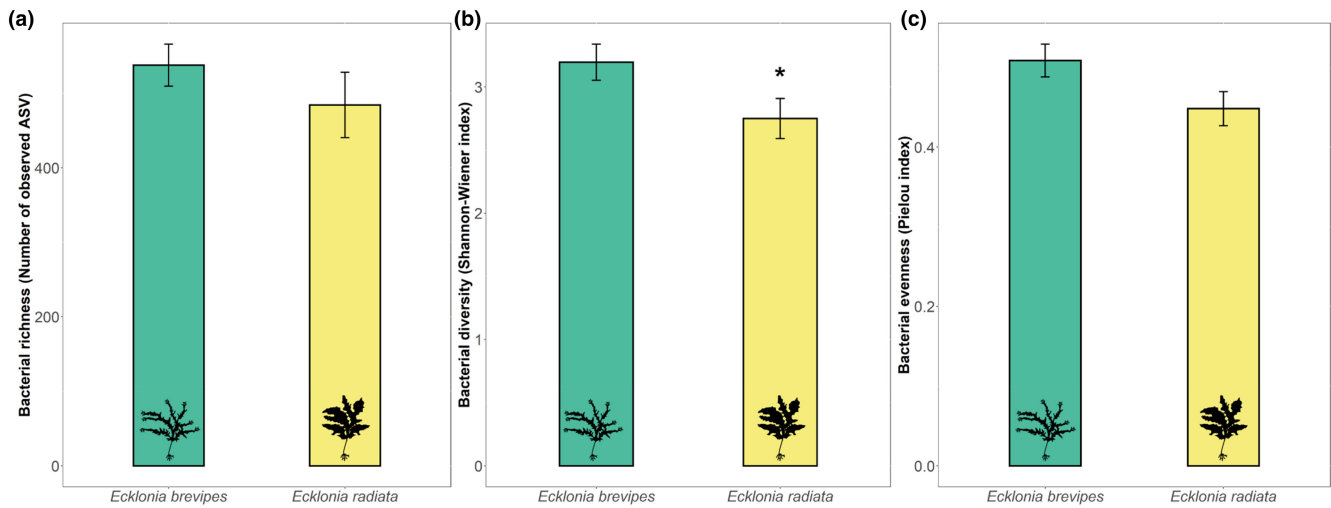 (a)
Bacterial richness (Number of observed ASV)
400
200
0
Ecklonia brevipes
Ecklonia radiata
(b)
Bacterial diversity (Shannon-Wiener index)
3
2
1
0
*
Ecklonia brevipes
Ecklonia radiata
(c)
Bacterial evenness (Pielou index)
0.4
0.2
0.0
Ecklonia brevipes
Ecklonia radiata